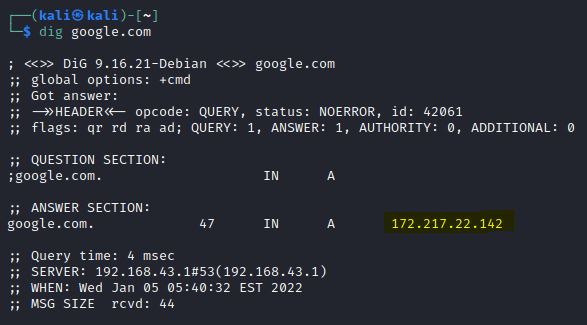 ┌──(kali㉿kali)-[~]
└─$ dig google.com

; <<>> DiG 9.16.21-Debian <<>> google.com
;; global options: +cmd
;; Got answer:
;; ->>HEADER<<- opcode: QUERY, status: NOERROR, id: 42061
;; flags: qr rd ra ad; QUERY: 1, ANSWER: 1, AUTHORITY: 0, ADDITIONAL: 0

;; QUESTION SECTION:
;google.com. IN A

;; ANSWER SECTION:
google.com. 47 IN A 172.217.22.142

;; Query time: 4 msec
;; SERVER: 192.168.43.1#53(192.168.43.1)
;; WHEN: Wed Jan 05 05:40:32 EST 2022
;; MSG SIZE rcvd: 44